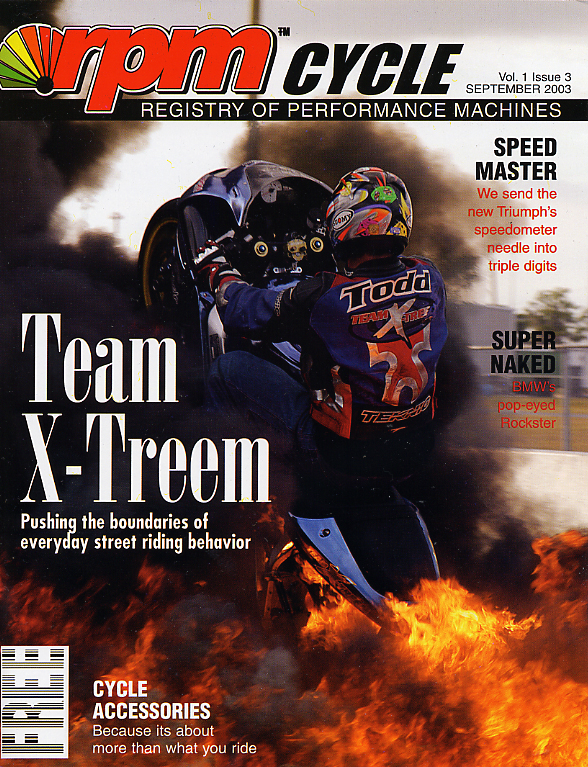 rpm™ CYCLE
Vol. 1 Issue 3
SEPTEMBER 2003
REGISTRY OF PERFORMANCE MACHINES
SPEED
MASTER
We send the
new Triumph's
speedometer
needle into
triple digits
Todd
TEAM
X
SUPER
NAKED
BMW's
pop-eyed
Rockster
Team
X-Treem
Pushing the boundaries of
everyday street riding behavior
FREE
CYCLE
ACCESSORIES
Because its about
more than what you ride